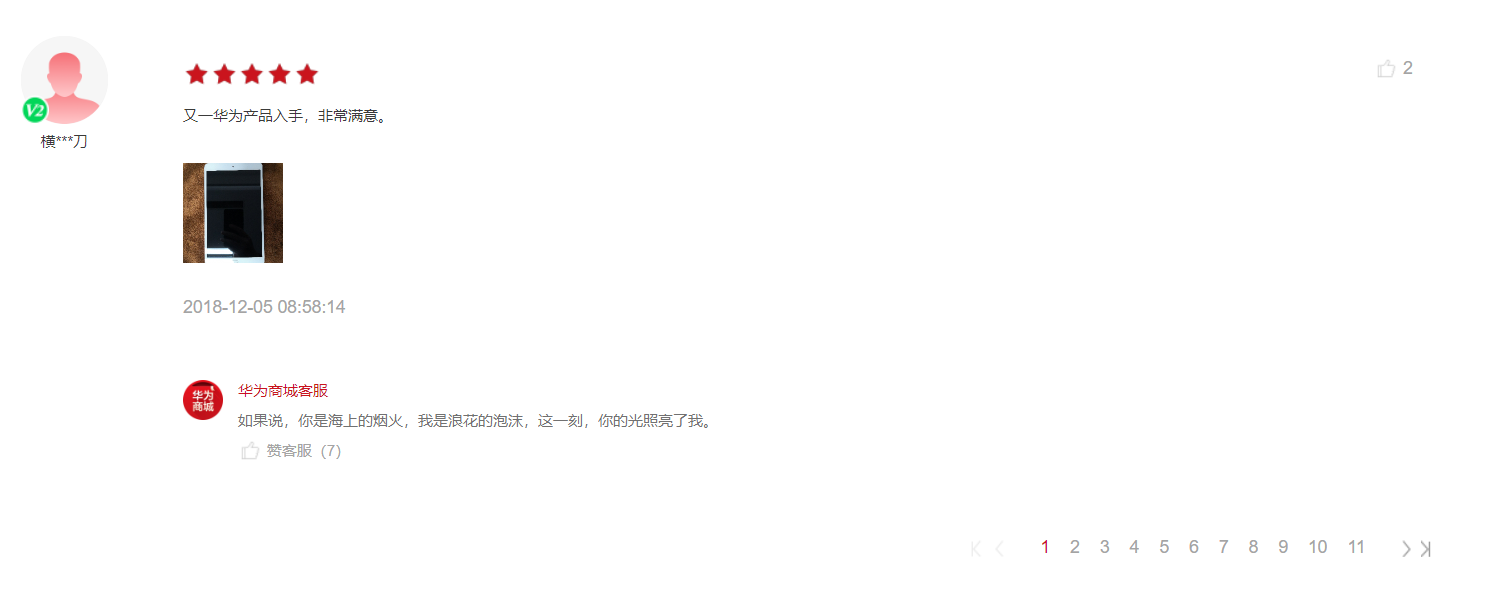 2
又一华为产品入手，非常满意。
V2
横***刀
2018-12-05 08:58:14
华为商城
华为商城客服
如果说，你是海上的烟火，我是浪花的泡沫，这一刻，你的光照亮了我。
赞客服（7）
1 2 3 4 5 6 7 8 9 10 11